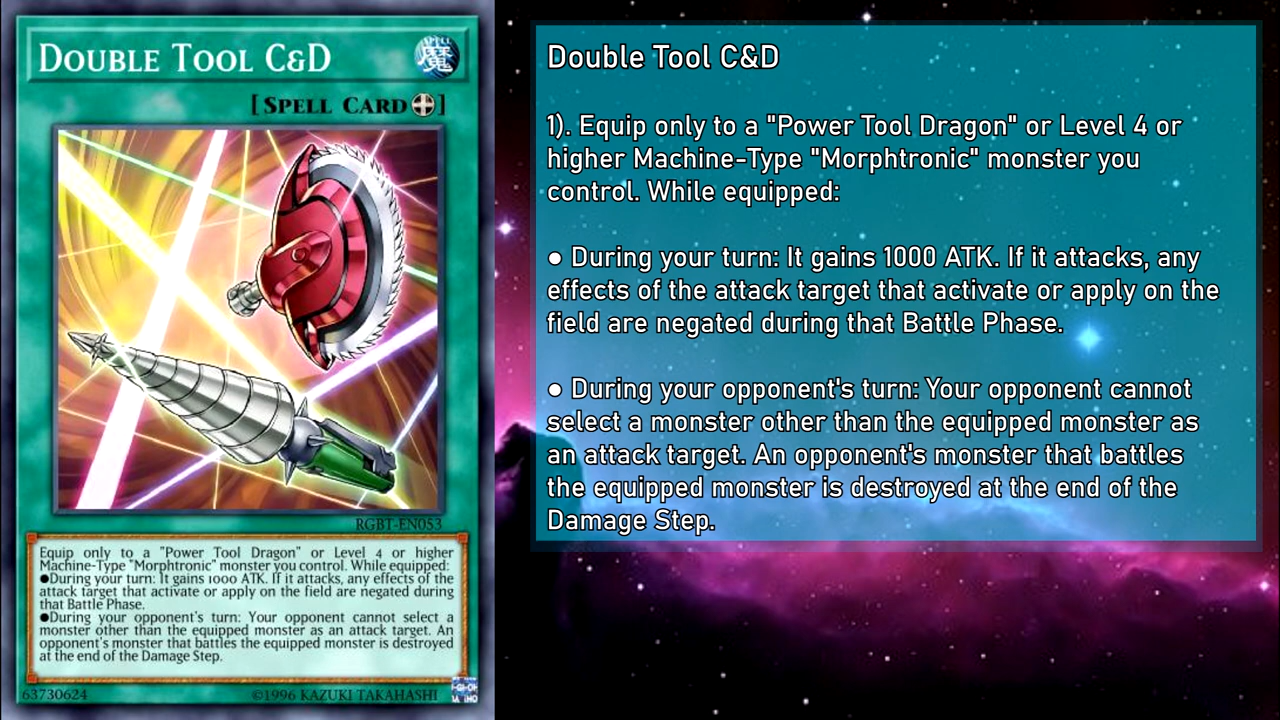 Double Tool C&D
[Spell Card]
RGBT-EN053
Equip only to a "Power Tool Dragon" or Level 4 or higher
Machine-Type "Morphtronic" monster you control. While equipped:
●During your turn: It gains 1000 ATK. If it attacks, any effects of the
attack target that activate or apply on the field are negated during
that Battle Phase.
●During your opponent's turn: Your opponent cannot select a
monster other than the equipped monster as an attack target. An
opponent's monster that battles the equipped monster is destroyed
at the end of the Damage Step.
63730624 ©1996 KAZUKI TAKAHASHI
Double Tool C&D
1). Equip only to a "Power Tool Dragon" or Level 4 or
higher Machine-Type "Morphtronic" monster you
control. While equipped:
● During your turn: It gains 1000 ATK. If it attacks, any
effects of the attack target that activate or apply on the
field are negated during that Battle Phase.
● During your opponent's turn: Your opponent cannot
select a monster other than the equipped monster as
an attack target. An opponent's monster that battles
the equipped monster is destroyed at the end of the
Damage Step.